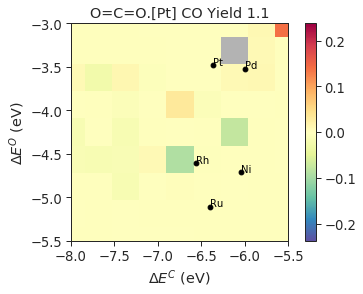 O=C=O.[Pt] CO Yield 1.1
−3.0
−3.5
−4.0
−4.5
−5.0
−5.5
ΔE^O (eV)
Pt
Pd
Rh
Ni
Ru
−8.0 −7.5 −7.0 −6.5 −6.0 −5.5
ΔE^C (eV)
0.2
0.1
0.0
−0.1
−0.2